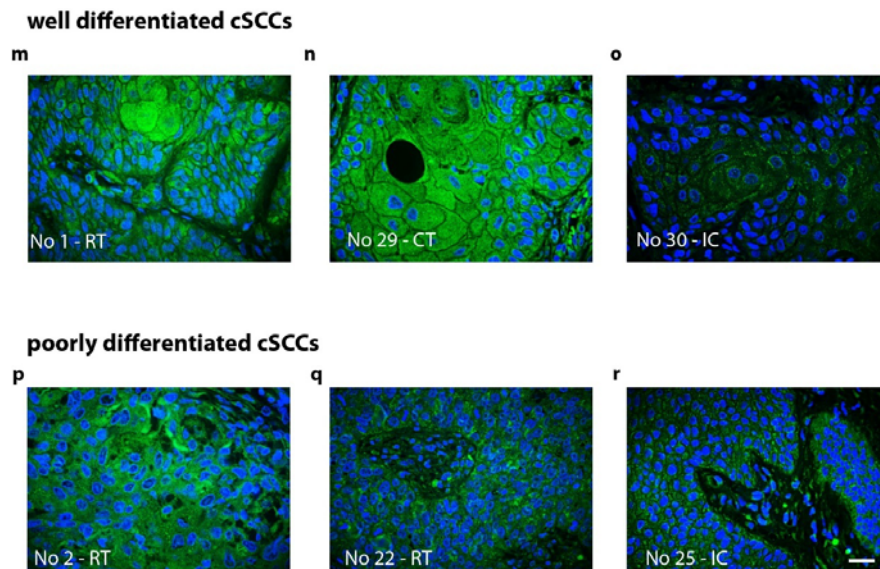 well differentiated cSCCs
m
n
o
No 1 - RT
No 29 - CT
No 30 - IC
poorly differentiated cSCCs
p
q
r
No 2 - RT
No 22 - RT
No 25 - IC